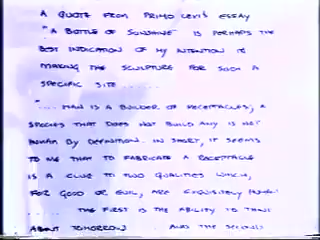 A QUOTE FROM PRIMO LEVI'S ESSAY
"A BOTTLE OF SUNSHINE" IS PERHAPS THE
BEST INDICATION OF MY INTENTION IN
MAKING THE SCULPTURE FOR SUCH A
SPECIFIC SITE ......
".... MAN IS A BUILDER OF RECEPTACLES; A
SPECIES THAT DOES NOT BUILD ANY IS NOT
HUMAN BY DEFINITION. IN SHORT, IT SEEMS
TO ME THAT TO FABRICATE A RECEPTACLE
IS A CLUE TO TWO QUALITIES WHICH,
FOR GOOD OR EVIL, ARE EXQUISITELY HUMAN
.... THE FIRST IS THE ABILITY TO THINK
ABOUT TOMORROW .... AND THE SECOND